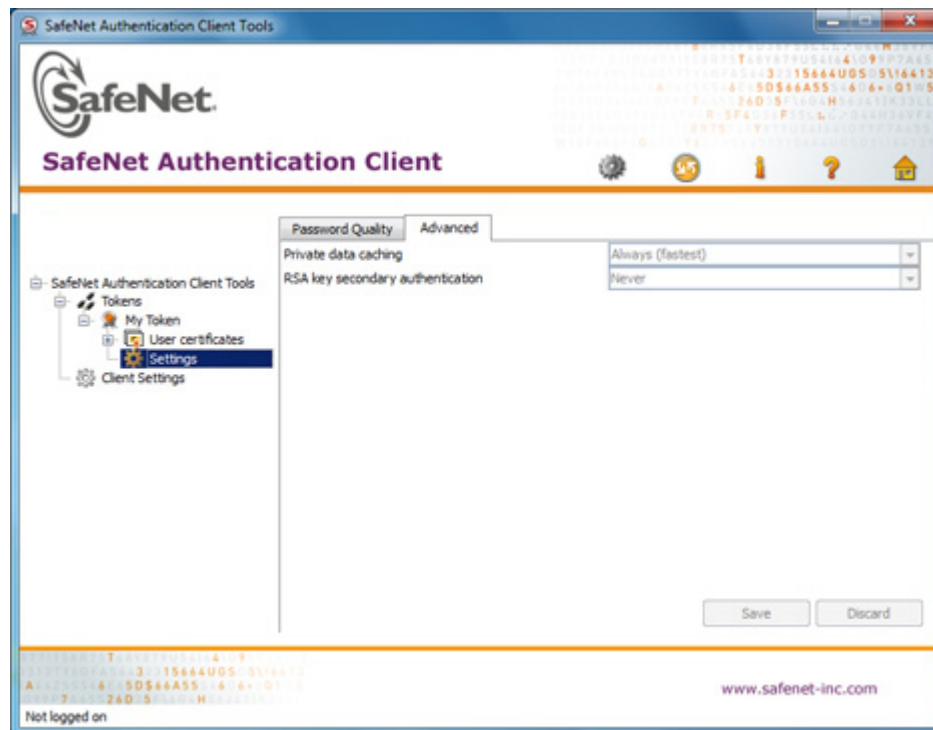 SafeNet Authentication Client Tools
SafeNet.
SafeNet Authentication Client
Password Quality Advanced
Private data caching Always (fastest)
RSA key secondary authentication Never
SafeNet Authentication Client Tools
Tokens
My Token
User certificates
Settings
Client Settings
Save Discard
www.safenet-inc.com
Not logged on